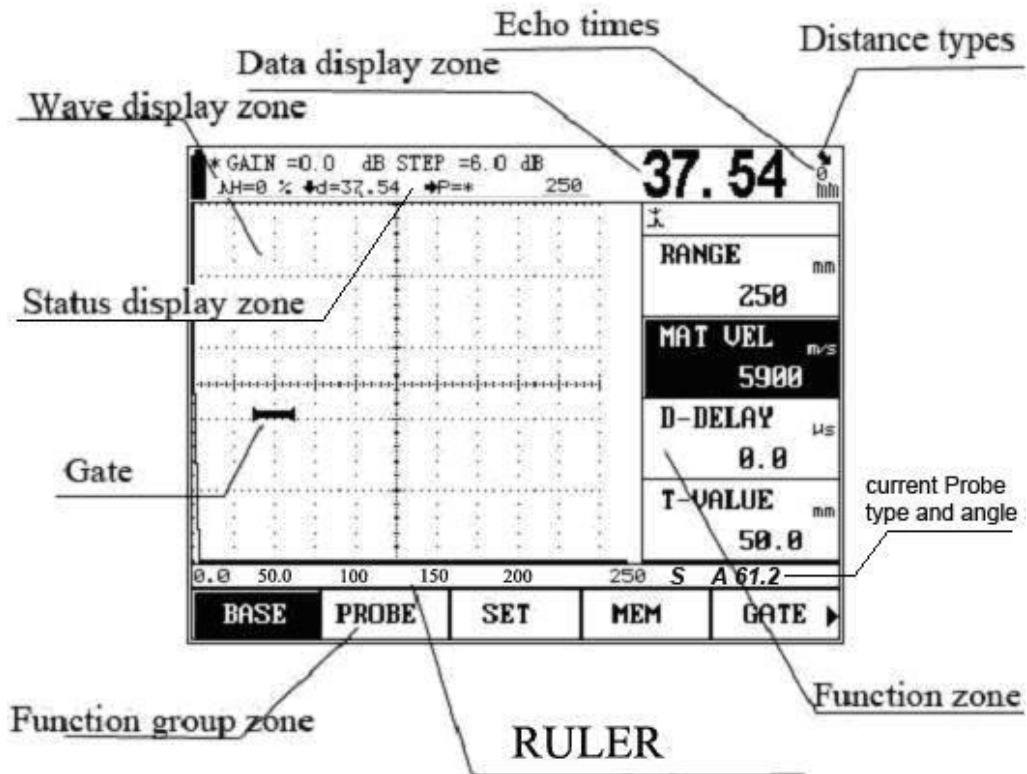 Echo times
Distance types
Data display zone
Wave display zone
* GAIN =0.0 dB STEP =6.0 dB
H=0 % d=37.54 P=* 250
37.54
0
mm
RANGE mm
250
Status display zone
MAT VEL m/s
5900
D-DELAY µs
0.0
Gate
T-VALUE mm
50.0
current Probe
type and angle
0.0 50.0 100 150 200 250 S A 61.2
BASE PROBE SET MEM GATE
Function zone
Function group zone
RULER